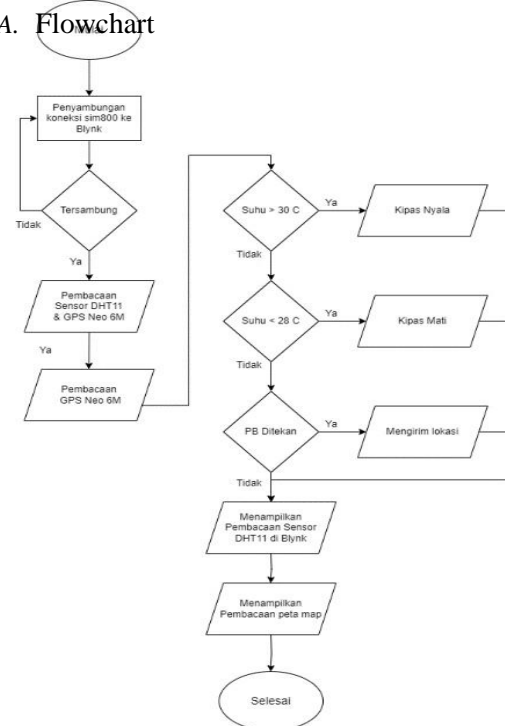 A. Flowchart
Mulai
Penyambungan
koneksi sim800 ke
Blynk
Tersambung
Tidak
Ya
Pembacaan
Sensor DHT11
& GPS Neo 6M
Ya
Pembacaan
GPS Neo 6M
Suhu > 30 C
Ya
Kipas Nyala
Tidak
Suhu < 28 C
Ya
Kipas Mati
Tidak
PB Ditekan
Ya
Mengirim lokasi
Tidak
Menampilkan
Pembacaan Sensor
DHT11 di Blynk
Menampilkan
Pembacaan peta map
Selesai